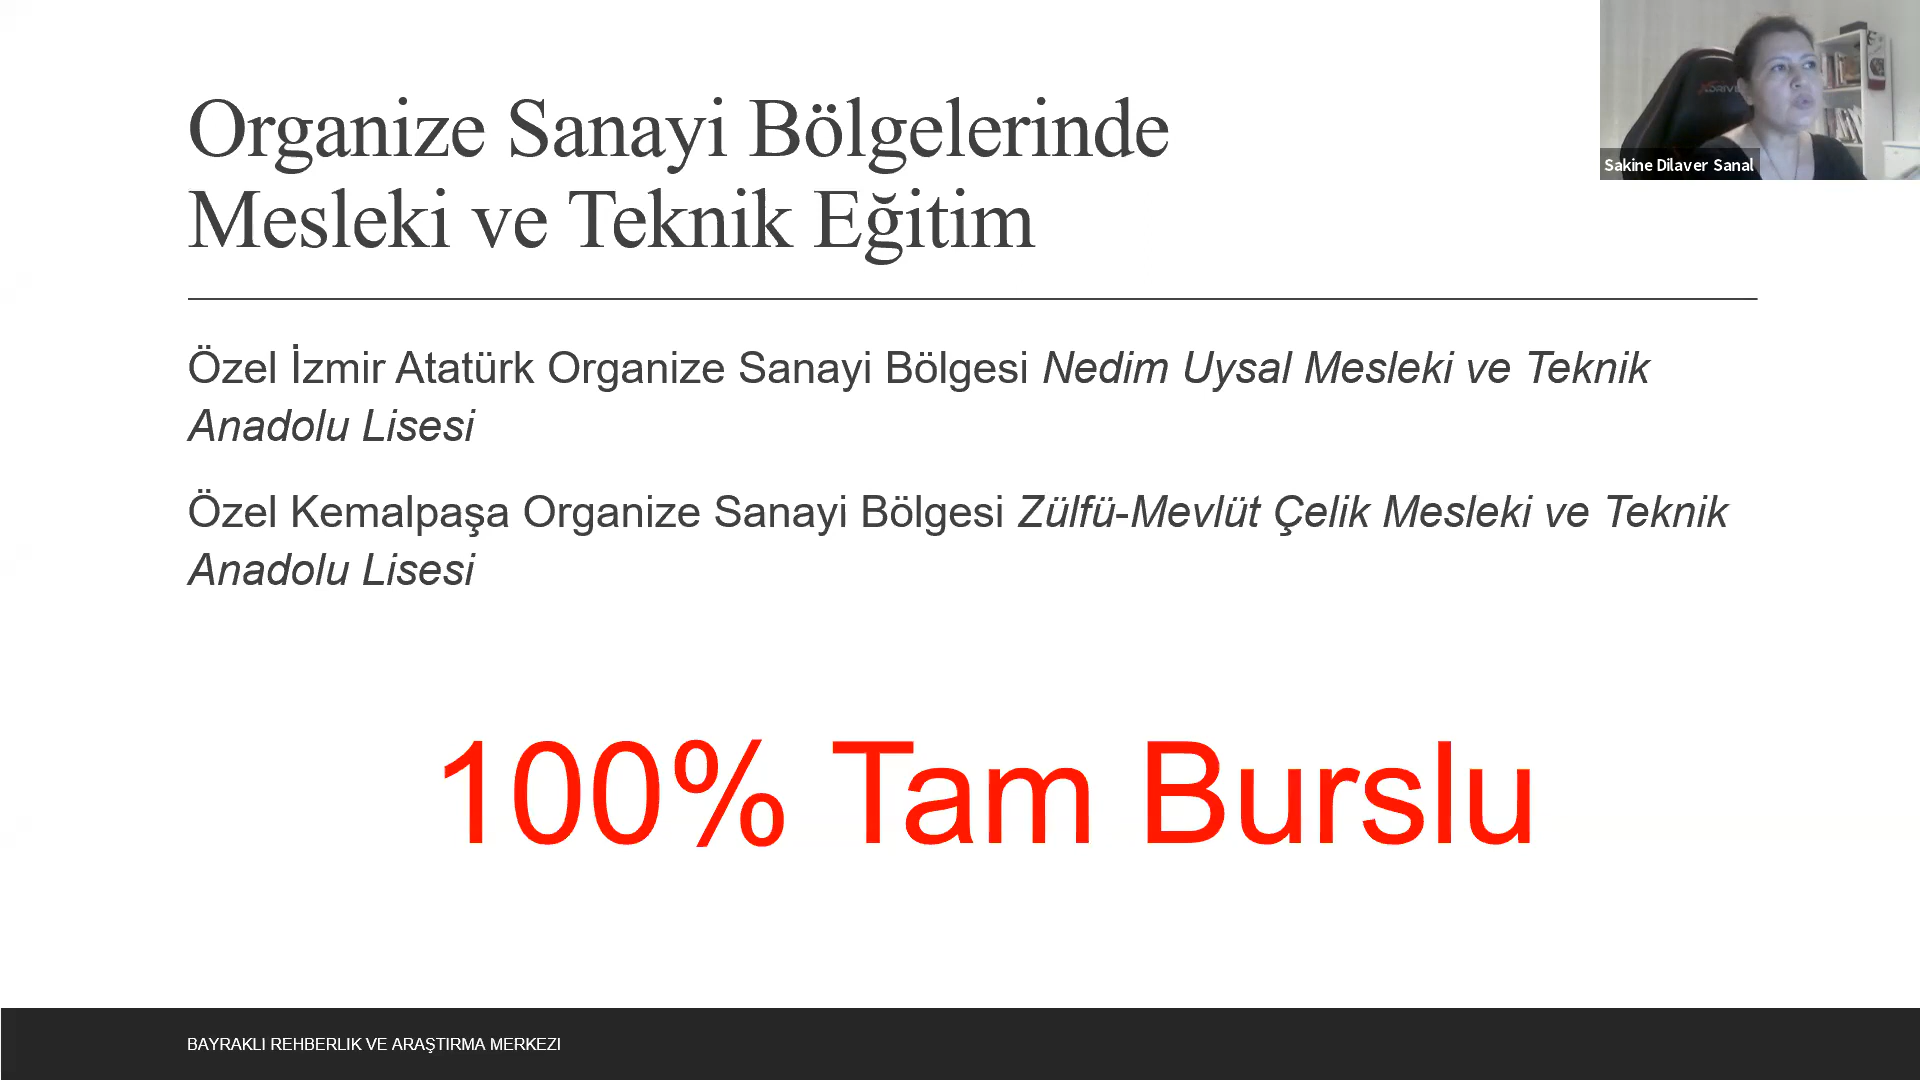 Organize Sanayi Bölgelerinde
Mesleki ve Teknik Eğitim
Özel İzmir Atatürk Organize Sanayi Bölgesi Nedim Uysal Mesleki ve Teknik
Anadolu Lisesi
Özel Kemalpaşa Organize Sanayi Bölgesi Zülfü-Mevlüt Çelik Mesleki ve Teknik
Anadolu Lisesi
100% Tam Burslu
BAYRAKLI REHBERLIK VE ARAŞTIRMA MERKEZI
Sakine Dilaver Sanal